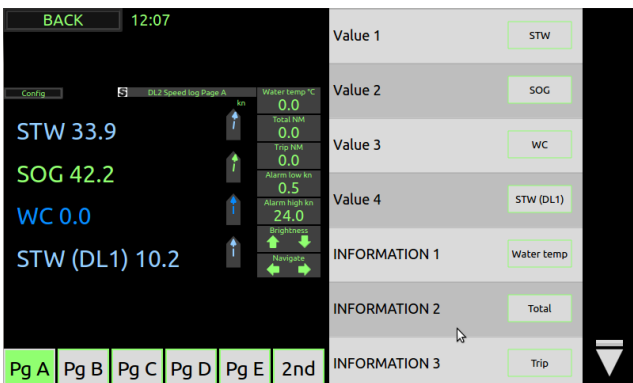 BACK 12:07
Config S DL2 Speed log Page A
kn
STW 33.9
SOG 42.2
WC 0.0
STW (DL1) 10.2
Water temp °C
0.0
Total NM
0.0
Trip NM
0.0
Alarm low kn
0.5
Alarm high kn
24.0
Brightness
Navigate
Pg A Pg B Pg C Pg D Pg E 2nd
Value 1 STW
Value 2 SOG
Value 3 WC
Value 4 STW (DL1)
INFORMATION 1 Water temp
INFORMATION 2 Total
INFORMATION 3 Trip